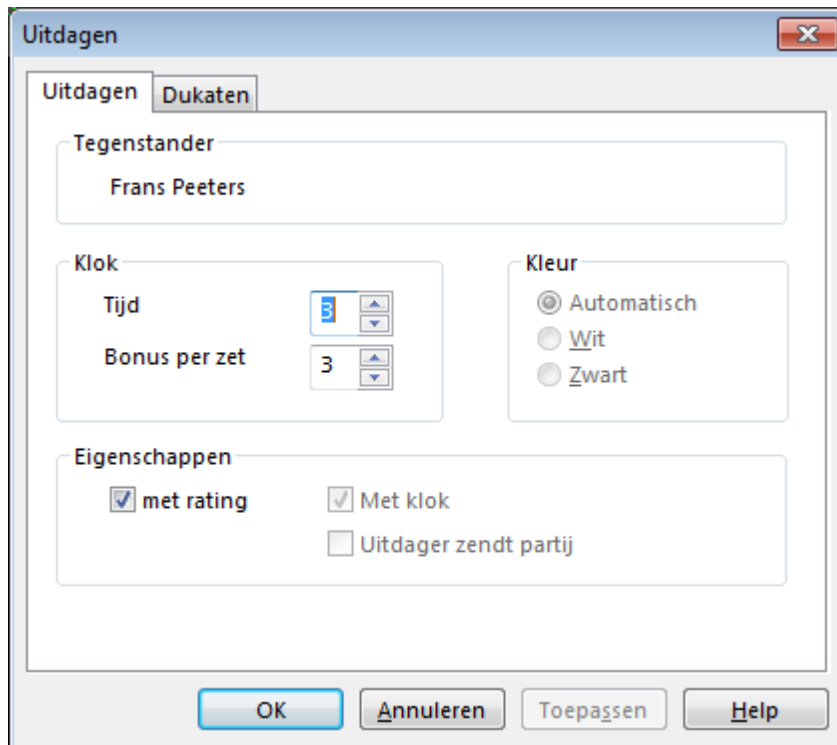 Uitdagen
Uitdagen Dukaten
Tegenstander
Frans Peeters
Klok
Tijd 3
Bonus per zet 3
Kleur
Automatisch
Wit
Zwart
Eigenschappen
met rating Met klok
Uitdager zendt partij
OK Annuleren Toepassen Help